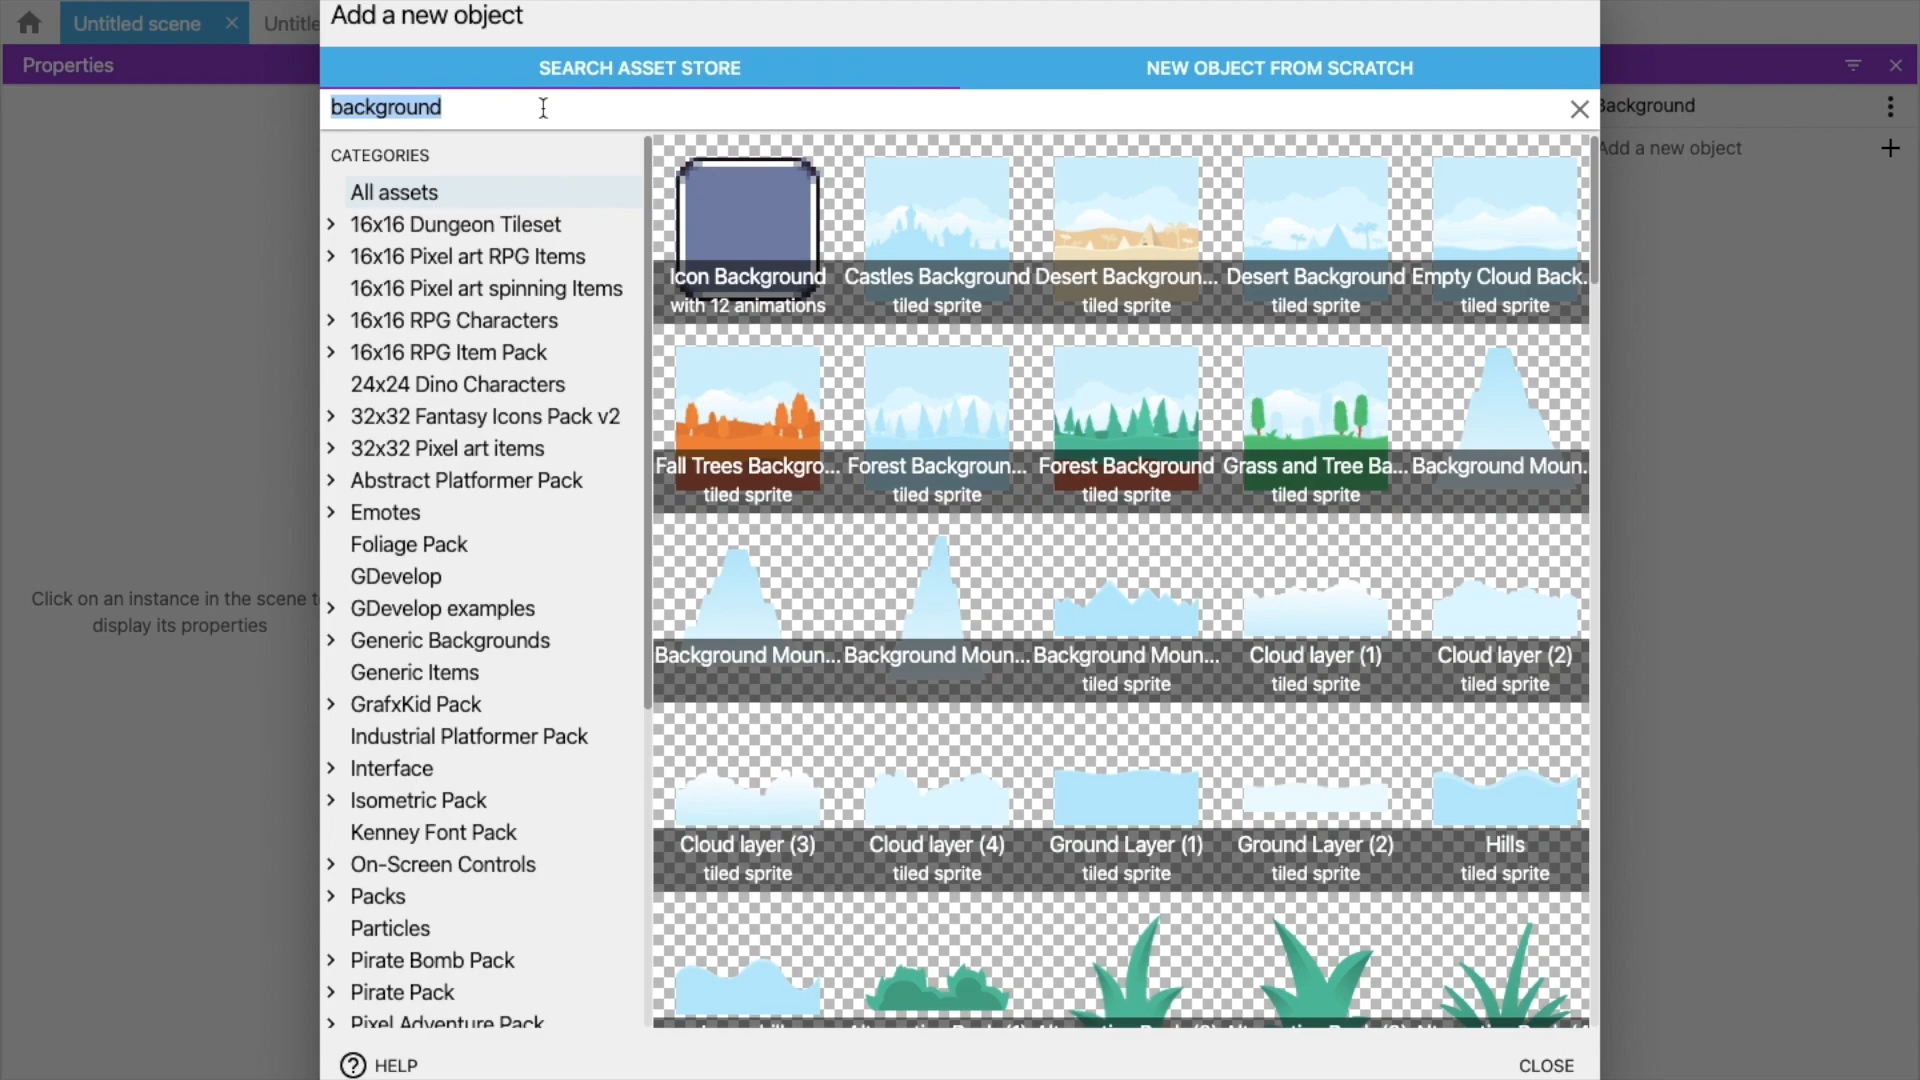 Untitled scene
Untitle
Add a new object
Properties
SEARCH ASSET STORE
NEW OBJECT FROM SCRATCH
background
Background
Add a new object
CATEGORIES
All assets
16x16 Dungeon Tileset
16x16 Pixel art RPG Items
16x16 Pixel art spinning Items
16x16 RPG Characters
16x16 RPG Item Pack
24x24 Dino Characters
32x32 Fantasy Icons Pack v2
32x32 Pixel art items
Abstract Platformer Pack
Emotes
Foliage Pack
GDevelop
GDevelop examples
Generic Backgrounds
Generic Items
GrafxKid Pack
Industrial Platformer Pack
Interface
Isometric Pack
Kenney Font Pack
On-Screen Controls
Packs
Particles
Pirate Bomb Pack
Pirate Pack
Pixel Adventure Pack
Click on an instance in the scene t
display its properties
Icon Background
with 12 animations
Castles Background
tiled sprite
Desert Backgroun...
tiled sprite
Desert Background
tiled sprite
Empty Cloud Back...
tiled sprite
Fall Trees Backgro...
tiled sprite
Forest Backgroun...
tiled sprite
Forest Background
tiled sprite
Grass and Tree Ba...
tiled sprite
Background Moun...
Background Moun...
Background Moun...
Background Moun...
tiled sprite
Cloud layer (1)
tiled sprite
Cloud layer (2)
tiled sprite
Cloud layer (3)
tiled sprite
Cloud layer (4)
tiled sprite
Ground Layer (1)
tiled sprite
Ground Layer (2)
tiled sprite
Hills
tiled sprite
HELP
CLOSE